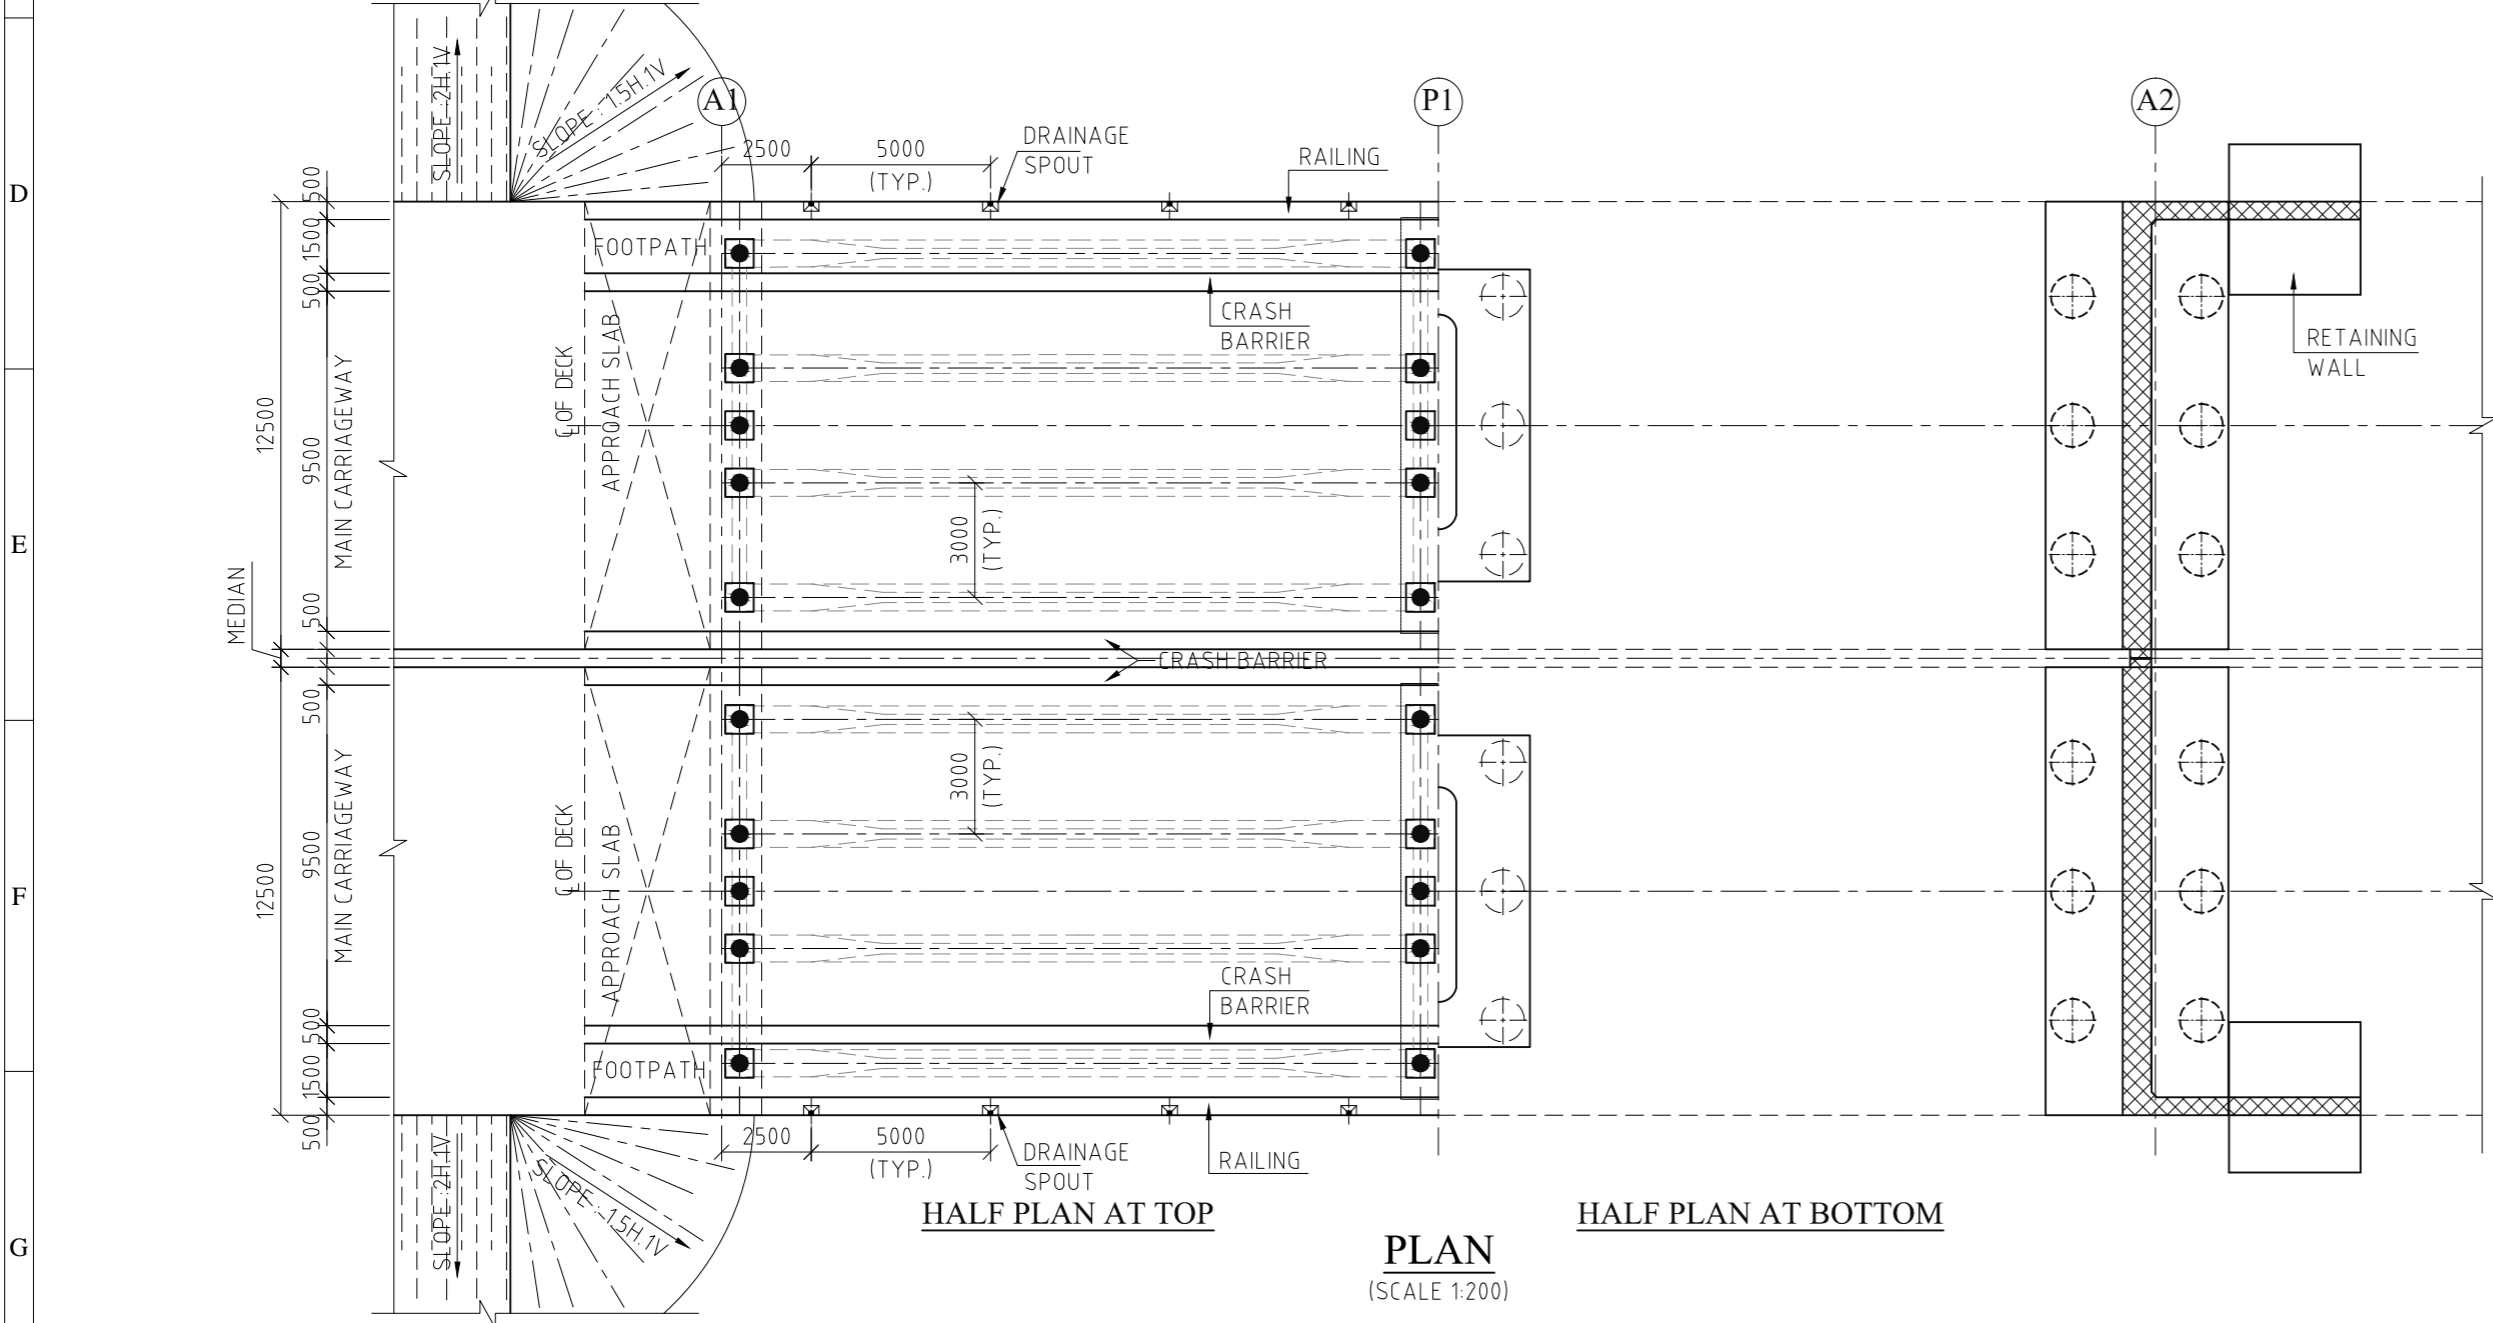 D
E
F
G
A1
P1
A2
SLOPE :2H.1V
SLOPE : 1.5H.1V
2500
5000
(TYP.)
DRAINAGE
SPOUT
RAILING
500
1500
500
12500
9500
MAIN CARRIAGEWAY
500
FOOTPATH
CRASH
BARRIER
RETAINING
WALL
℄ OF DECK
APPROACH SLAB
3000
(TYP.)
MEDIAN
CRASH BARRIER
500
12500
9500
MAIN CARRIAGEWAY
500
1500
500
3000
(TYP.)
℄ OF DECK
APPROACH SLAB
CRASH
BARRIER
FOOTPATH
2500
5000
(TYP.)
DRAINAGE
SPOUT
RAILING
SLOPE :2H.1V
SLOPE : 1.5H.1V
HALF PLAN AT TOP
HALF PLAN AT BOTTOM
PLAN
(SCALE 1:200)